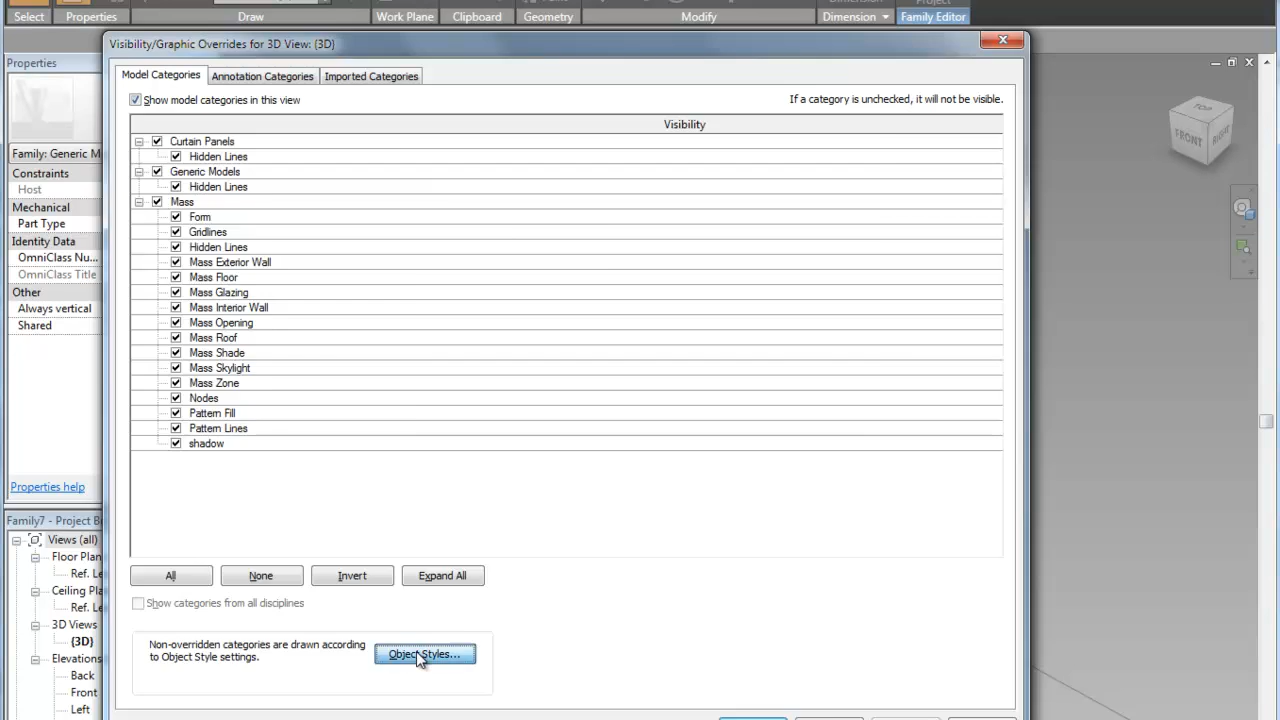 Project
Select
Properties
Draw
Work Plane
Clipboard
Geometry
Modify
Dimension
Family Editor
Visibility/Graphic Overrides for 3D View: {3D}
Properties
Model Categories
Annotation Categories
Imported Categories
Show model categories in this view
If a category is unchecked, it will not be visible.
Visibility
Curtain Panels
Hidden Lines
Generic Models
Hidden Lines
Mass
Form
Gridlines
Hidden Lines
Mass Exterior Wall
Mass Floor
Mass Glazing
Mass Interior Wall
Mass Opening
Mass Roof
Mass Shade
Mass Skylight
Mass Zone
Nodes
Pattern Fill
Pattern Lines
shadow
All
None
Invert
Expand All
Show categories from all disciplines
Non-overridden categories are drawn according
to Object Style settings.
Object Styles...
Family: Generic M
Constraints
Host
Mechanical
Part Type
Identity Data
OmniClass Nu...
OmniClass Title
Other
Always vertical
Shared
Properties help
Family7 - Project B
Views (all)
Floor Plan
Ref. Le
Ceiling Pla
Ref. Le
3D Views
{3D}
Elevations
Back
Front
Left
TOP
FRONT
RIGHT